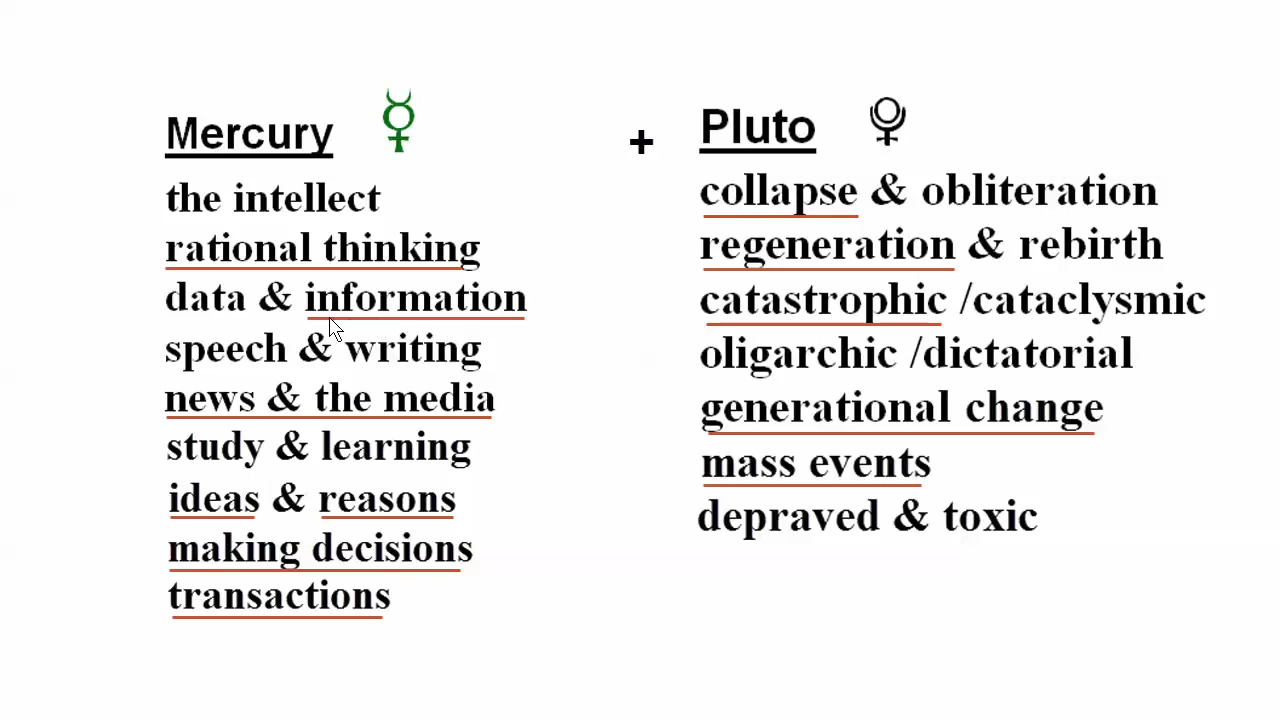 Mercury ☿ + Pluto
the intellect
rational thinking
data & information
speech & writing
news & the media
study & learning
ideas & reasons
making decisions
transactions
collapse & obliteration
regeneration & rebirth
catastrophic /cataclysmic
oligarchic /dictatorial
generational change
mass events
depraved & toxic